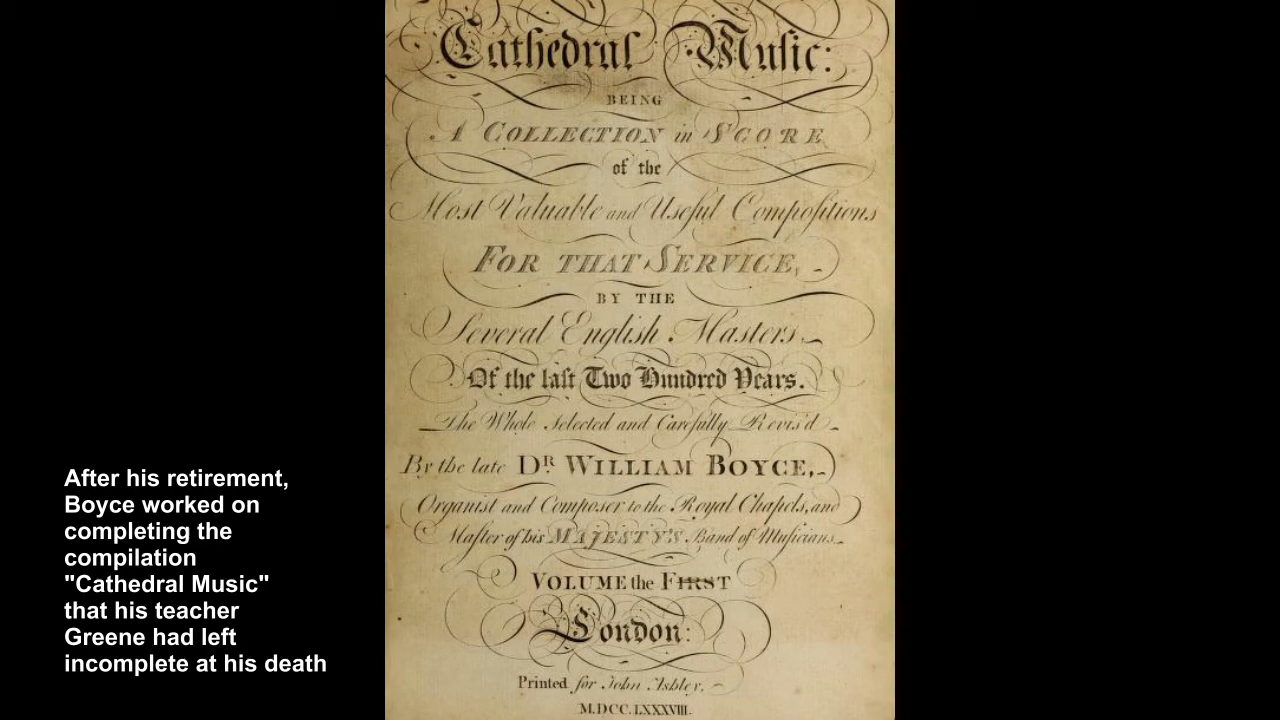 Cathedral Music:
BEING
A COLLECTION in SCORE
of the
Most Valuable and Useful Compositions
FOR THAT SERVICE,
BY THE
Several English Masters,
Of the last Two Hundred Years.
The Whole Selected and Carefully Revis'd
By the late DR WILLIAM BOYCE,
Organist and Composer to the Royal Chapels, and
Master of his MAJESTY'S Band of Musicians.
VOLUME the FIRST
London:
Printed for John Ashley,
M.DCC.LXXXVIII.
After his retirement,
Boyce worked on
completing the
compilation
"Cathedral Music"
that his teacher
Greene had left
incomplete at his death